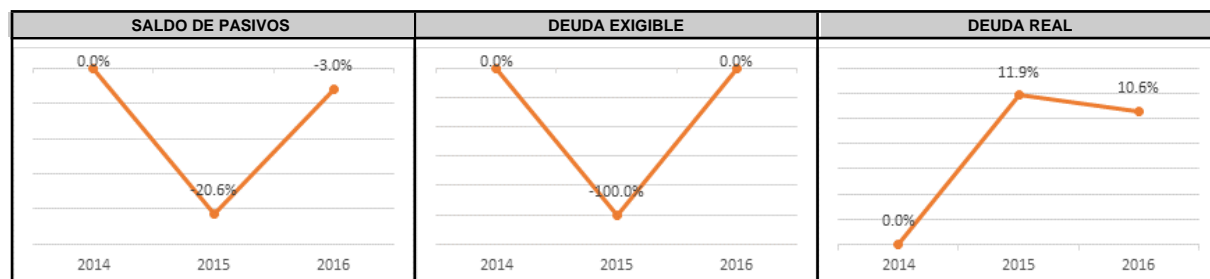 SALDO DE PASIVOS
0.0%
-3.0%
-20.6%
2014 2015 2016
DEUDA EXIGIBLE
0.0%
0.0%
-100.0%
2014 2015 2016
DEUDA REAL
11.9%
10.6%
0.0%
2014 2015 2016